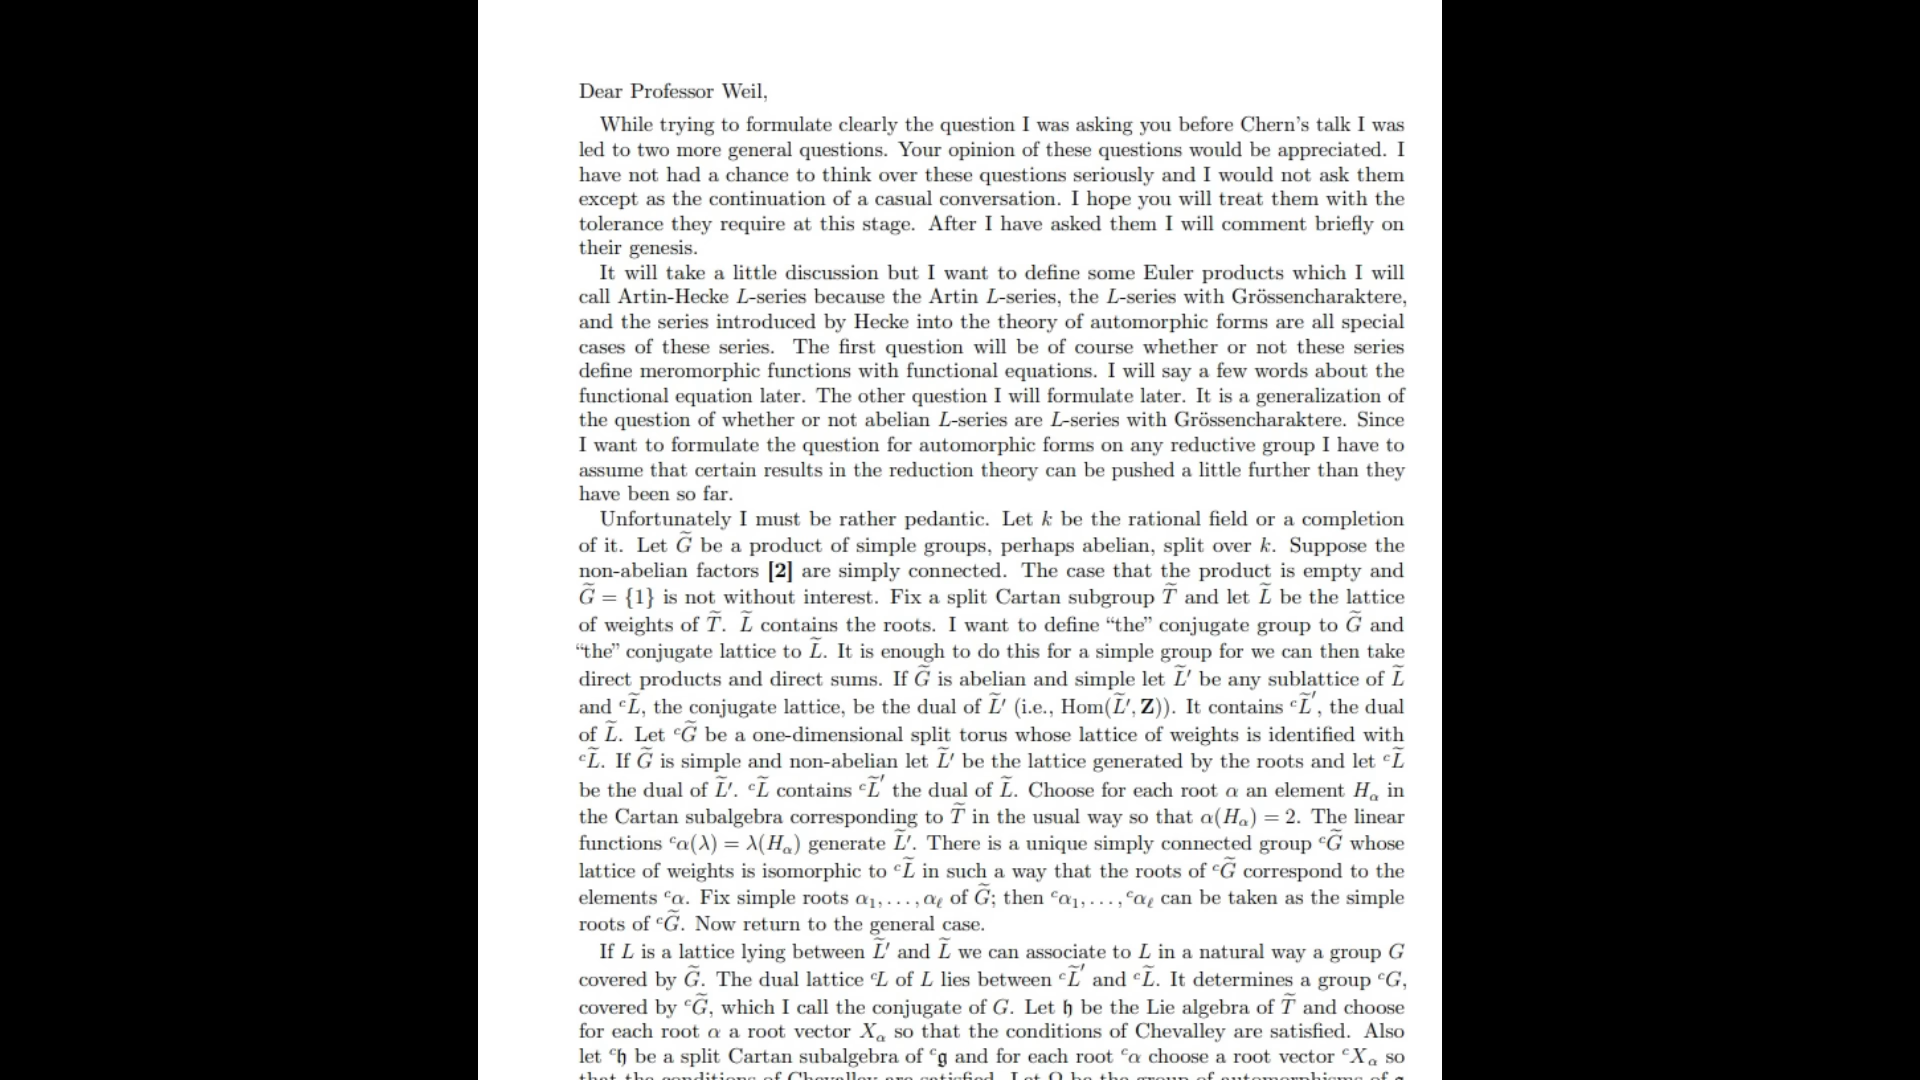 Dear Professor Weil,
While trying to formulate clearly the question I was asking you before Chern's talk I was
led to two more general questions. Your opinion of these questions would be appreciated. I
have not had a chance to think over these questions seriously and I would not ask them
except as the continuation of a casual conversation. I hope you will treat them with the
tolerance they require at this stage. After I have asked them I will comment briefly on
their genesis.
It will take a little discussion but I want to define some Euler products which I will
call Artin-Hecke L-series because the Artin L-series, the L-series with Grössencharaktere,
and the series introduced by Hecke into the theory of automorphic forms are all special
cases of these series. The first question will be of course whether or not these series
define meromorphic functions with functional equations. I will say a few words about the
functional equation later. The other question I will formulate later. It is a generalization of
the question of whether or not abelian L-series are L-series with Grössencharaktere. Since
I want to formulate the question for automorphic forms on any reductive group I have to
assume that certain results in the reduction theory can be pushed a little further than they
have been so far.
Unfortunately I must be rather pedantic. Let k be the rational field or a completion
of it. Let G̃ be a product of simple groups, perhaps abelian, split over k. Suppose the
non-abelian factors [2] are simply connected. The case that the product is empty and
G̃ = {1} is not without interest. Fix a split Cartan subgroup T̃ and let L̃ be the lattice
of weights of T̃. L̃ contains the roots. I want to define “the” conjugate group to G̃ and
“the” conjugate lattice to L̃. It is enough to do this for a simple group for we can then take
direct products and direct sums. If G̃ is abelian and simple let L̃′ be any sublattice of L̃
and ᶜL̃, the conjugate lattice, be the dual of L̃′ (i.e., Hom(L̃′, Z)). It contains ᶜL̃′, the dual
of L̃. Let ᶜG̃ be a one-dimensional split torus whose lattice of weights is identified with
ᶜL̃. If G̃ is simple and non-abelian let L̃′ be the lattice generated by the roots and let ᶜL̃
be the dual of L̃′. ᶜL̃ contains ᶜL̃′ the dual of L̃. Choose for each root α an element Hα in
the Cartan subalgebra corresponding to T̃ in the usual way so that α(Hα) = 2. The linear
functions ᶜα(λ) = λ(Hα) generate L̃′. There is a unique simply connected group ᶜG̃ whose
lattice of weights is isomorphic to ᶜL̃ in such a way that the roots of ᶜG̃ correspond to the
elements ᶜα. Fix simple roots α₁, . . . , αℓ of G̃; then ᶜα₁, . . . , ᶜαℓ can be taken as the simple
roots of ᶜG̃. Now return to the general case.
If L is a lattice lying between L̃′ and L̃ we can associate to L in a natural way a group G
covered by G̃. The dual lattice ᶜL of L lies between ᶜL̃′ and ᶜL̃. It determines a group ᶜG,
covered by ᶜG̃, which I call the conjugate of G. Let 𝔥 be the Lie algebra of T̃ and choose
for each root α a root vector Xα so that the conditions of Chevalley are satisfied. Also
let ᶜ𝔥 be a split Cartan subalgebra of ᶜ𝔤 and for each root ᶜα choose a root vector ᶜXα so
that the conditions of Chevalley are satisfied. Let Ω be the group of automorphisms of 𝔤